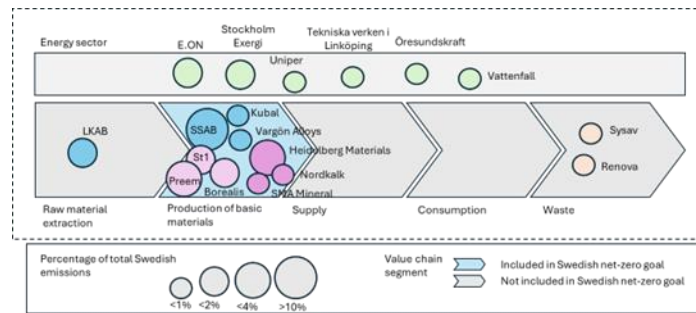 Energy sector
E.ON
Stockholm
Exergi
Uniper
Tekniska verken i
Linköping
Öresundskraft
Vattenfall
LKAB
SSAB
Kubal
Vargön Alloys
St1
Heidelberg Materials
Preem
Borealis
Nordkalk
SMA Mineral
Sysav
Renova
Raw material
extraction
Production of basic
materials
Supply
Consumption
Waste
Percentage of total Swedish
emissions
<1%
<2%
<4%
>10%
Value chain
segment
Included in Swedish net-zero goal
Not included in Swedish net-zero goal